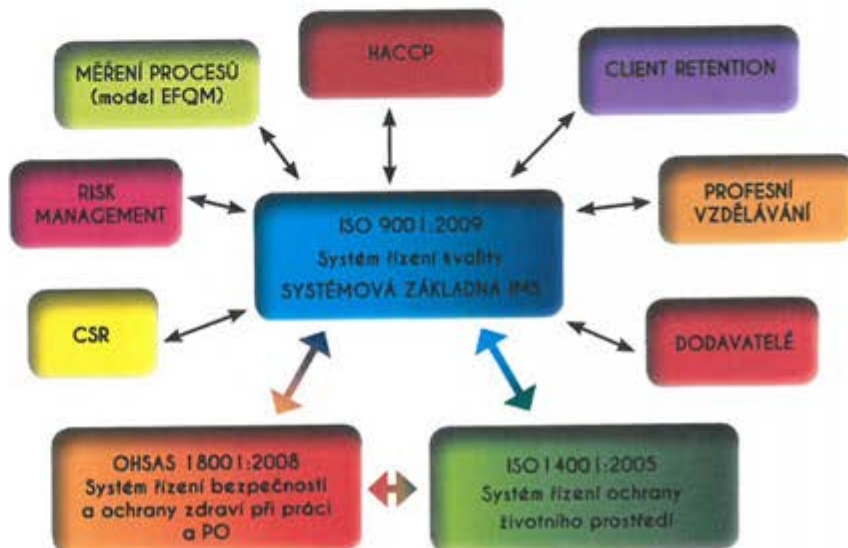 MĚŘENÍ PROCESŮ
(model EFQM)
HACCP
CLIENT RETENTION
RISK
MANAGEMENT
ISO 9001:2009
Systém řízení kvality
SYSTÉMOVÁ ZÁKLADNA IMS
PROFESNÍ
VZDĚLÁVÁNÍ
CSR
DODAVATELÉ
OHSAS 18001:2008
Systém řízení bezpečnosti
a ochrany zdraví při práci
a PO
ISO14001:2005
Systém řízení ochrany
životního prostředí